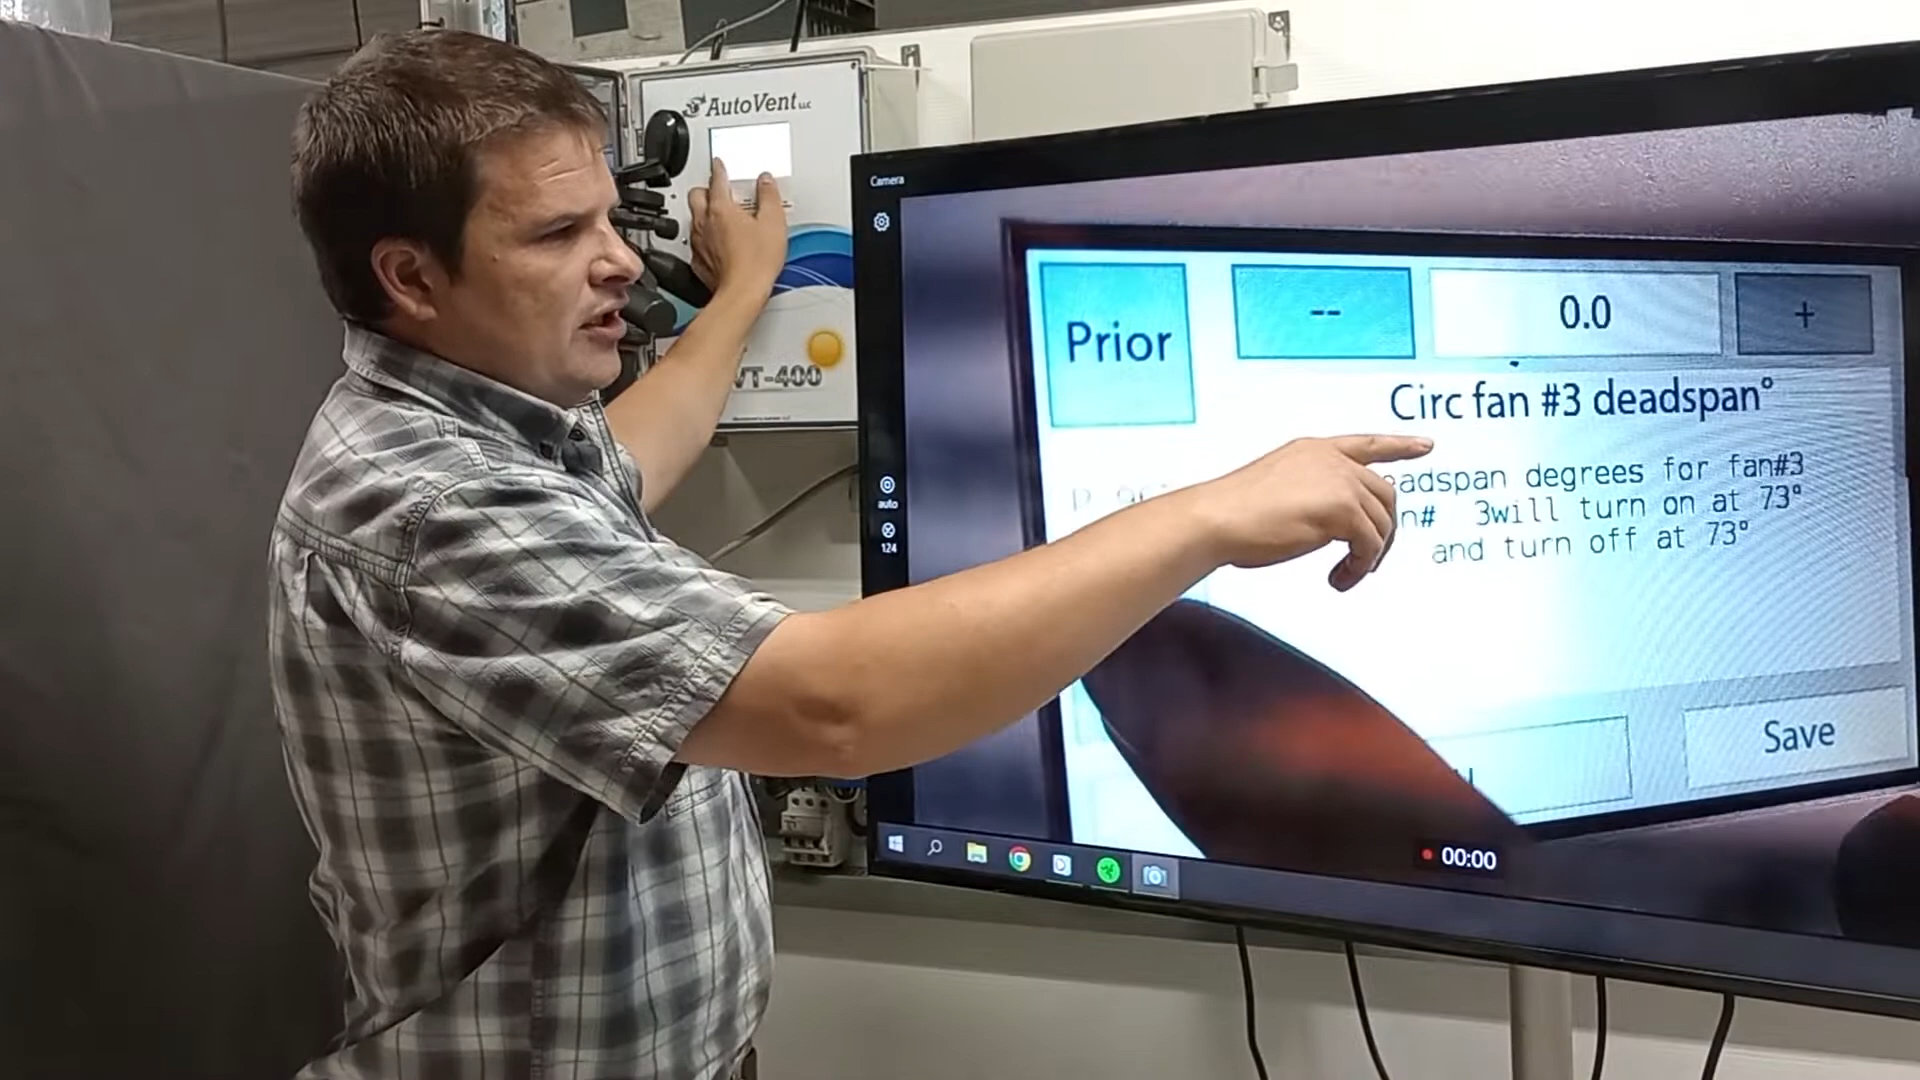 AutoVent LLC
VT-400
Camera
auto
124
Prior
--
0.0
+
Circ fan #3 deadspan°
eadspan degrees for fan#3
n# 3will turn on at 73°
and turn off at 73°
Save
00:00